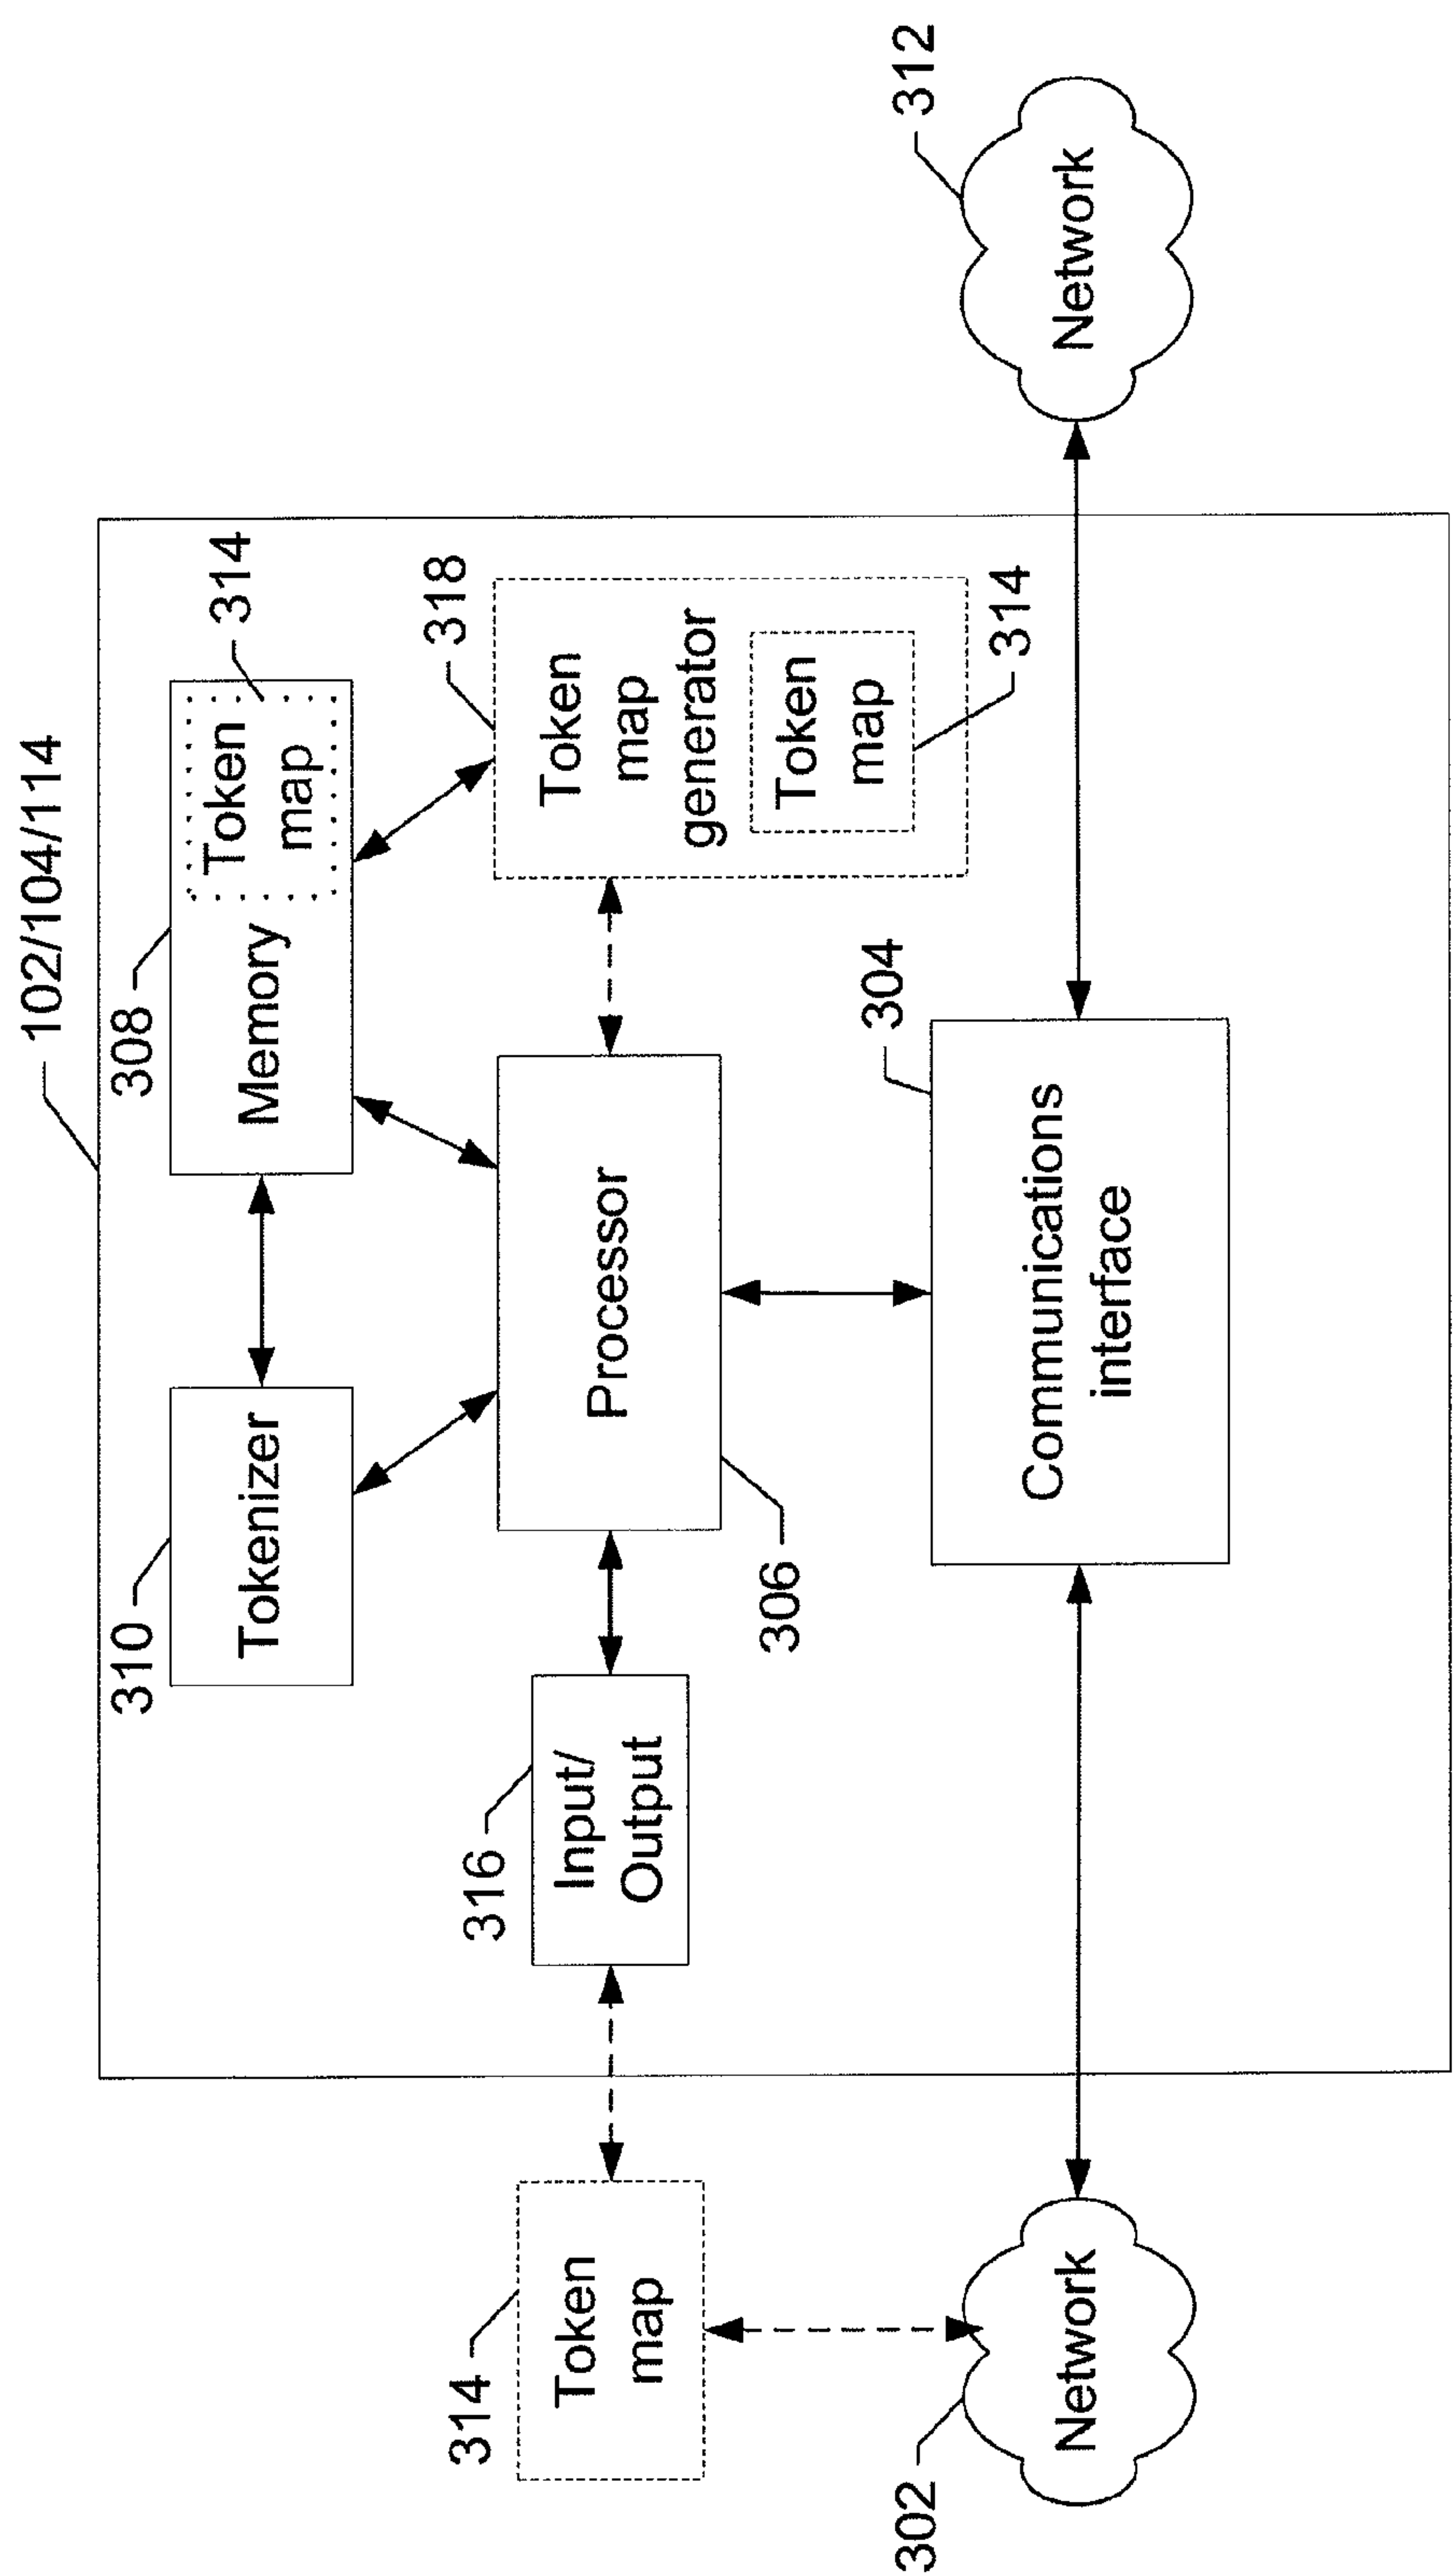 102/104/114
310
Tokenizer
308
Memory
Token
map
314
314
Token
map
316
Input/
Output
Processor
306
318
Token
map
generator
Token
map
314
304
Communications
interface
302
Network
Network
312